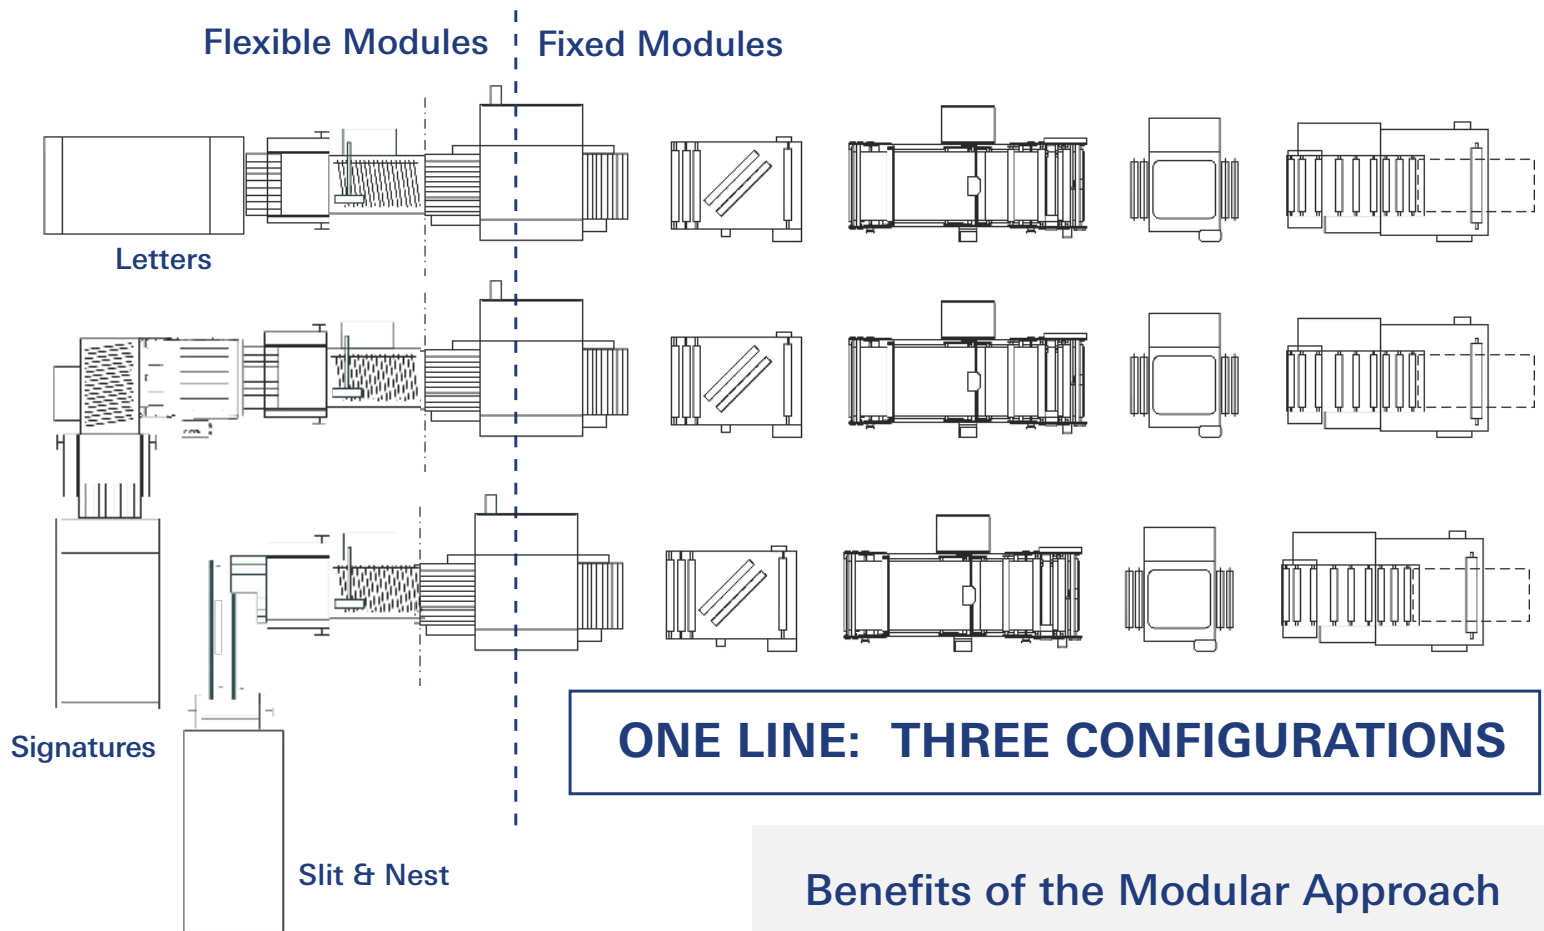 Flexible Modules
Fixed Modules
Letters
Signatures
ONE LINE: THREE CONFIGURATIONS
Slit & Nest
Benefits of the Modular Approach